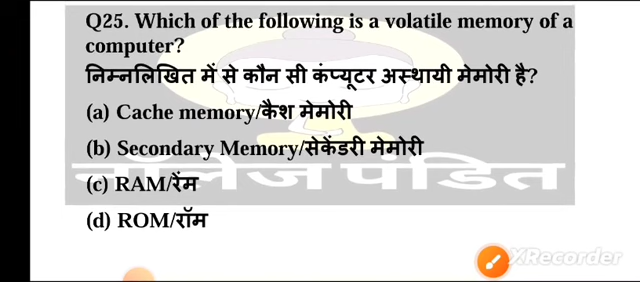 Q25. Which of the following is a volatile memory of a
computer?
निम्नलिखित में से कौन सी कंप्यूटर अस्थायी मेमोरी है?
(a) Cache memory/कैश मेमोरी
(b) Secondary Memory/सेकेंडरी मेमोरी
नॉलेज पंडित
(c) RAM/रेंम
(d) ROM/रॉम
XRecorder